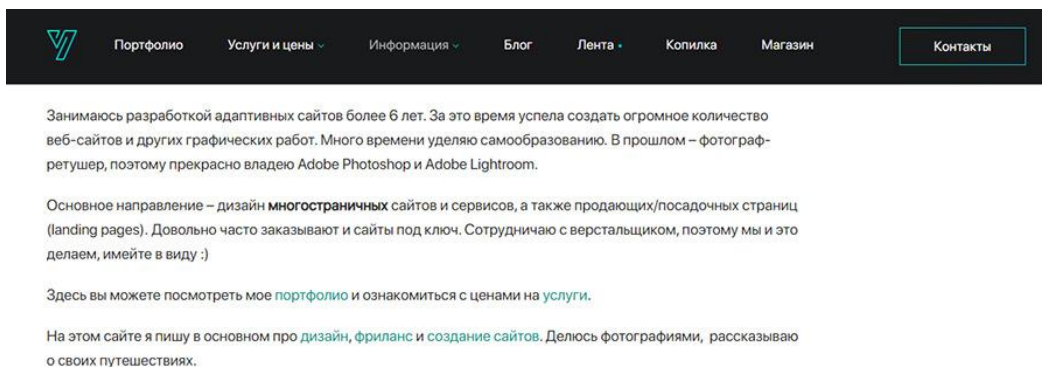 Портфолио Услуги и цены Информация Блог Лента Копилка Магазин Контакты
Занимаюсь разработкой адаптивных сайтов более 6 лет. За это время успела создать огромное количество
веб-сайтов и других графических работ. Много времени уделяю самообразованию. В прошлом – фотограф-
ретушер, поэтому прекрасно владею Adobe Photoshop и Adobe Lightroom.
Основное направление – дизайн многостраничных сайтов и сервисов, а также продающих/посадочных страниц
(landing pages). Довольно часто заказывают и сайты под ключ. Сотрудничаю с верстальщиком, поэтому мы и это
делаем, имейте в виду :)
Здесь вы можете посмотреть мое портфолио и ознакомиться с ценами на услуги.
На этом сайте я пишу в основном про дизайн, фриланс и создание сайтов. Делюсь фотографиями, рассказываю
о своих путешествиях.